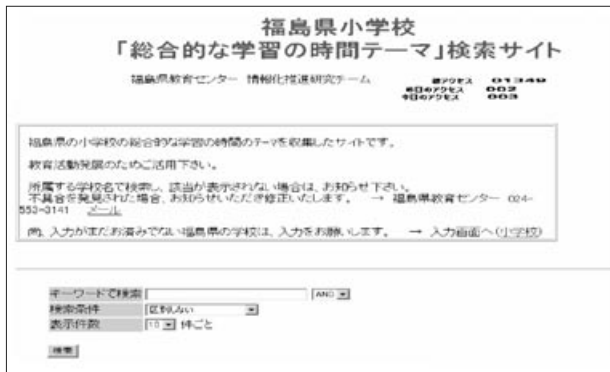 福島県小学校
「総合的な学習の時間テーマ」検索サイト
福島県教育センター 情報化推進研究チーム
総アクセス 01349
昨日のアクセス 002
今日のアクセス 003
福島県の小学校の総合的な学習の時間のテーマを収集したサイトです。
教育活動発展のためご活用下さい。
所属する学校名で検索し、該当が表示されない場合は、お知らせ下さい。
不具合を発見された場合、お知らせいただき修正いたします。 → 福島県教育センター 024-
553-3141 メール
尚、入力がまだお済みでない福島県の学校は、入力をお願いします。 → 入力画面へ(小学校)
キーワードで検索 AND
検索条件 区別しない
表示件数 10 件ごと
検索